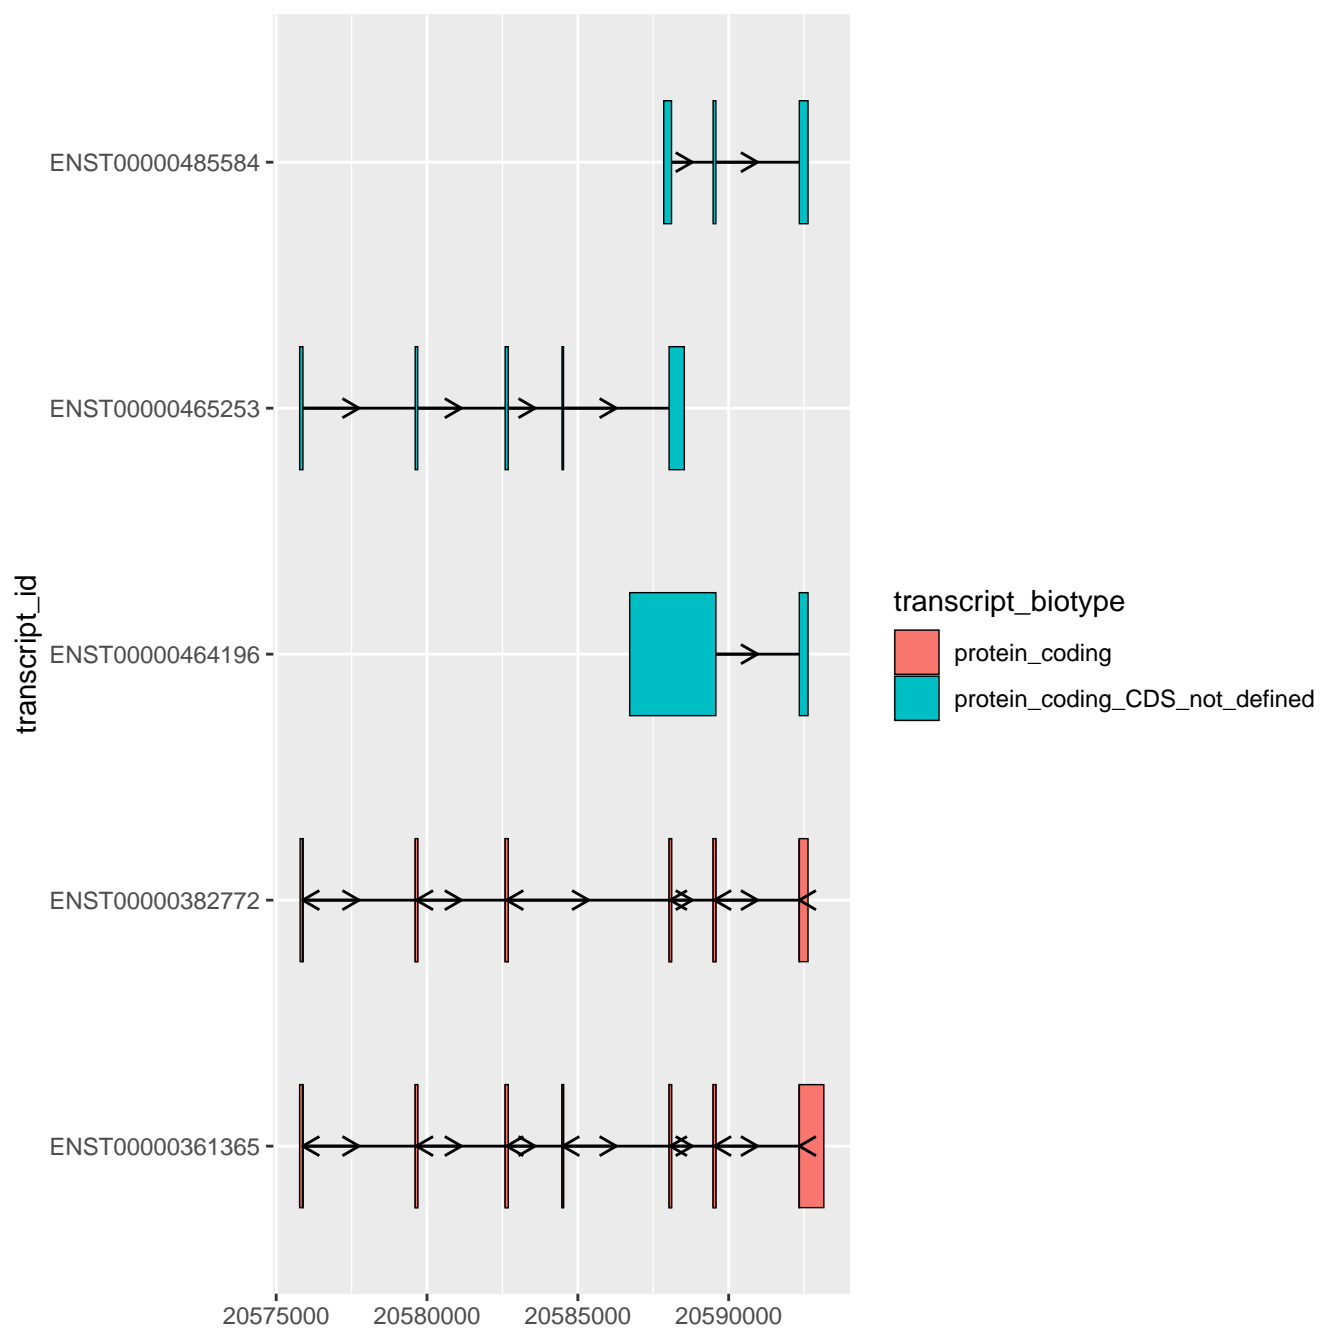 transcript_id
ENST00000485584
ENST00000465253
ENST00000464196
ENST00000382772
ENST00000361365
20575000
20580000
20585000
20590000
transcript_biotype
protein_coding
protein_coding_CDS_not_defined